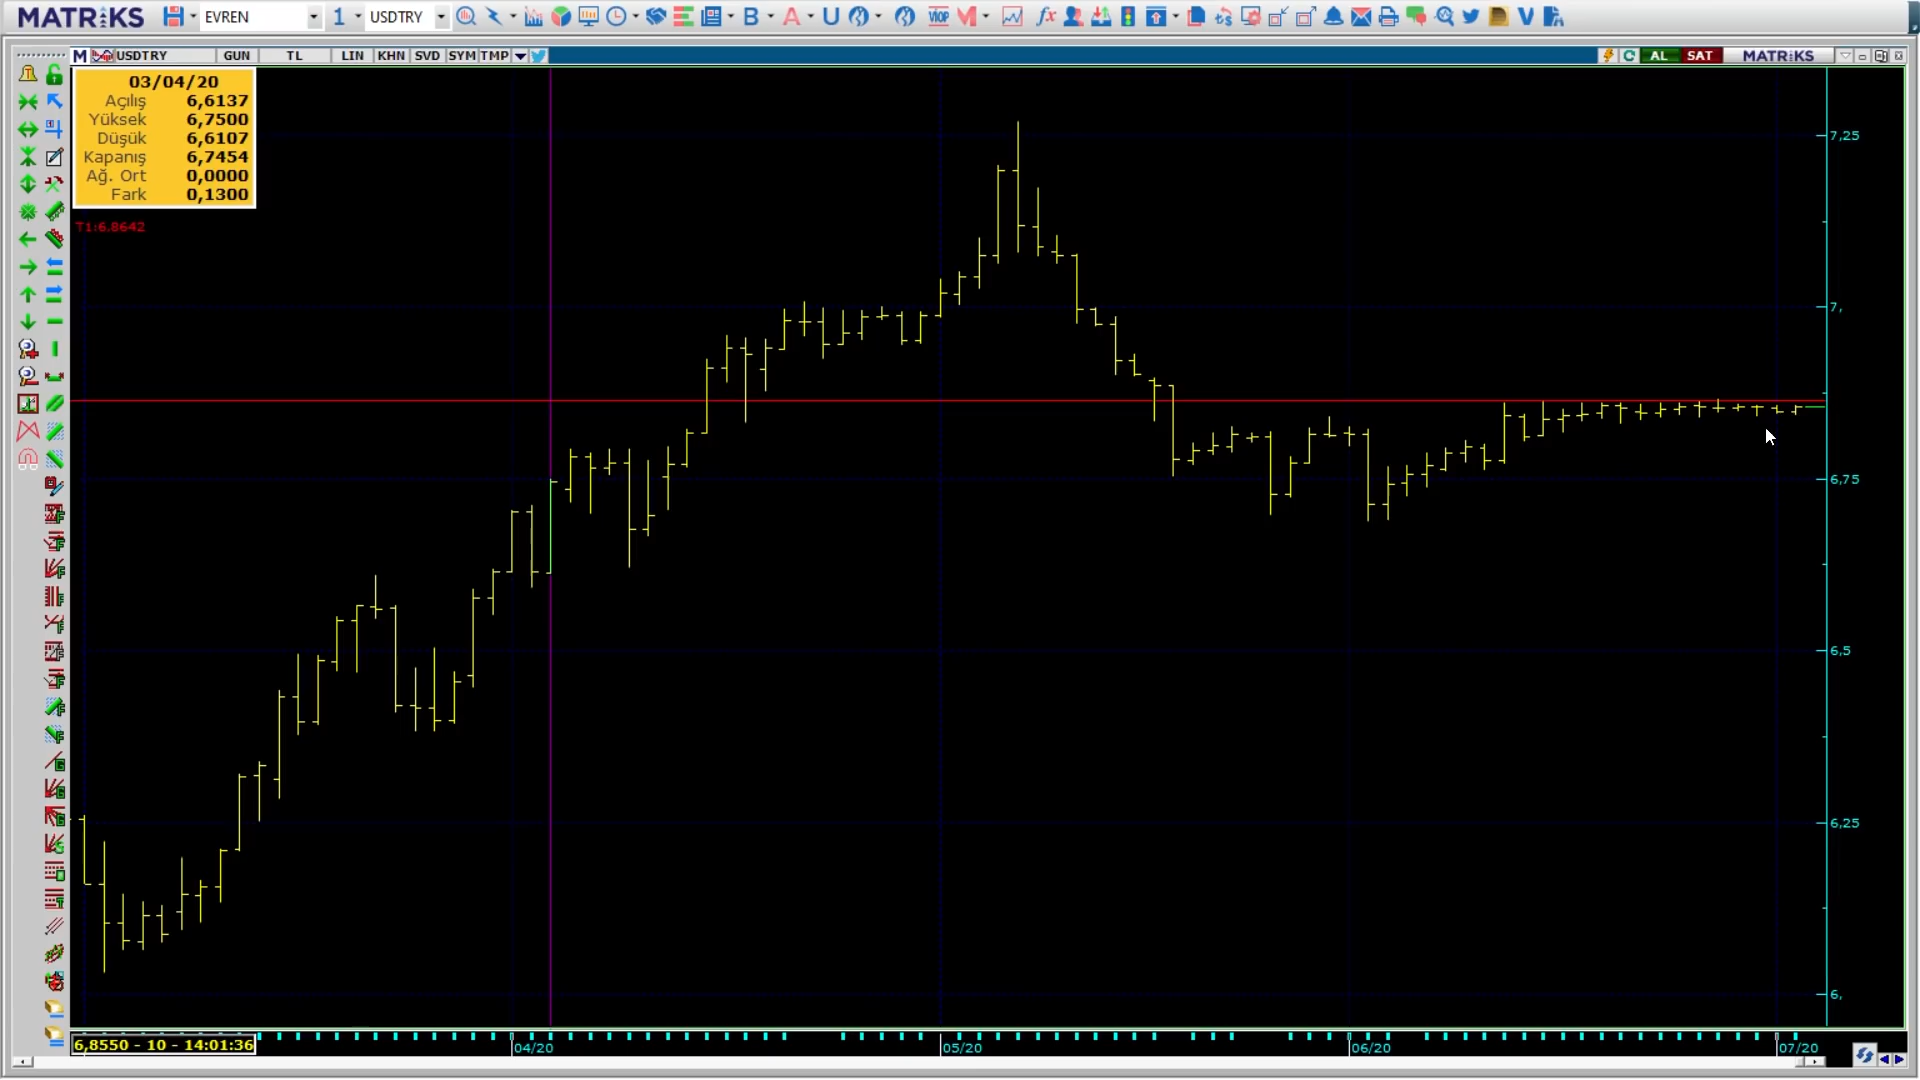 MATRiKS EVREN 1 USDTRY B A U VIOP M fx V
M USDTRY GUN TL LIN KHN SVD SYM TMP AL SAT MATRiKS
03/04/20
Açılış 6,6137
Yüksek 6,7500
Düşük 6,6107
Kapanış 6,7454
Ağ. Ort 0,0000
Fark 0,1300
T1:6.8642
7,25
7,
6,75
6,5
6,25
6,
6,8550 - 10 - 14:01:36
04/20 05/20 06/20 07/20